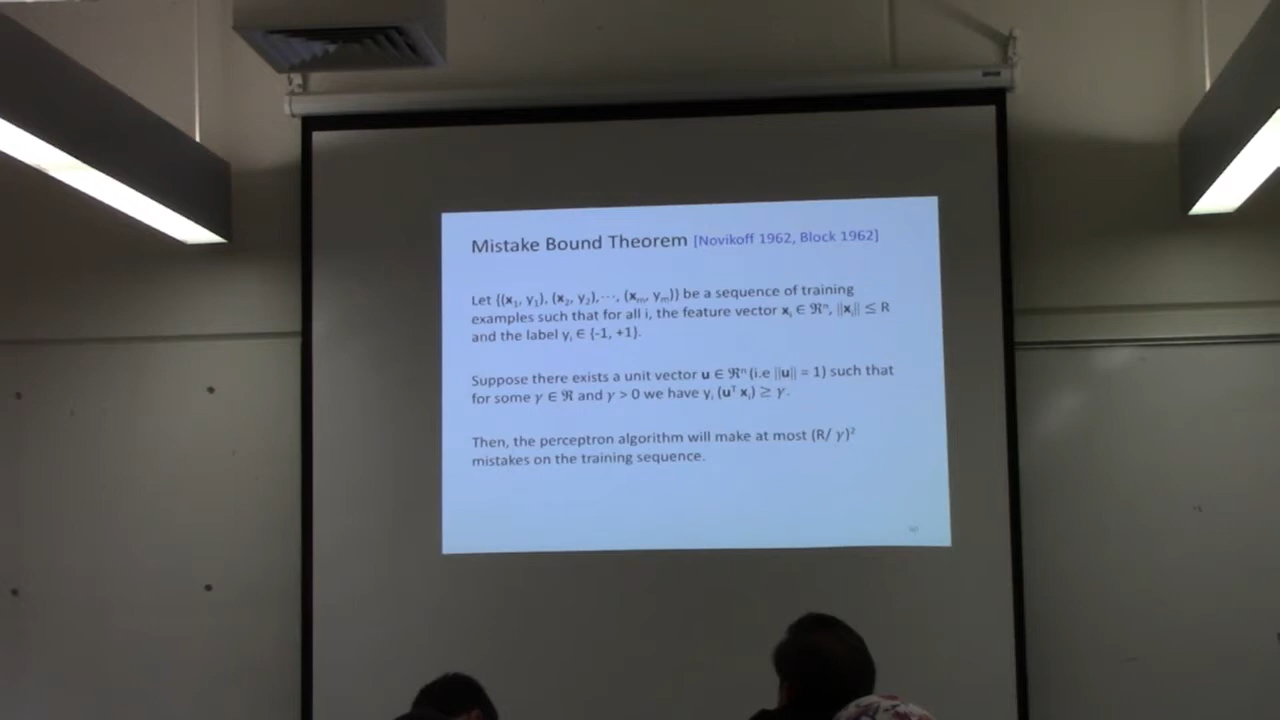 Mistake Bound Theorem [Novikoff 1962, Block 1962]
Let {(x₁, y₁), (x₂, y₂),⋯, (xₘ, yₘ)} be a sequence of training
examples such that for all i, the feature vector xᵢ ∈ ℜⁿ, ||xᵢ|| ≤ R
and the label yᵢ ∈ {-1, +1}.
Suppose there exists a unit vector u ∈ ℜⁿ (i.e ||u|| = 1) such that
for some γ ∈ ℜ and γ > 0 we have yᵢ (uᵀ xᵢ) ≥ γ.
Then, the perceptron algorithm will make at most (R/ γ)²
mistakes on the training sequence.